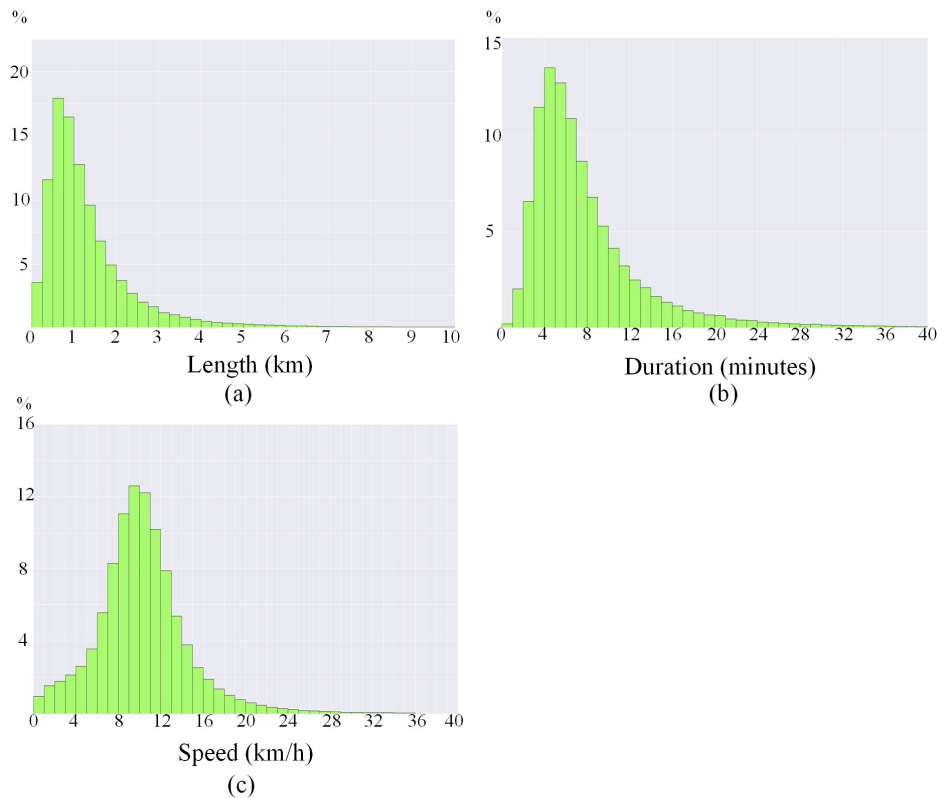 %
20
15
10
5
0 1 2 3 4 5 6 7 8 9 10
Length (km)
(a)
%
15
10
5
0 4 8 12 16 20 24 28 32 36 40
Duration (minutes)
(b)
%
16
12
8
4
0 4 8 12 16 20 24 28 32 36 40
Speed (km/h)
(c)